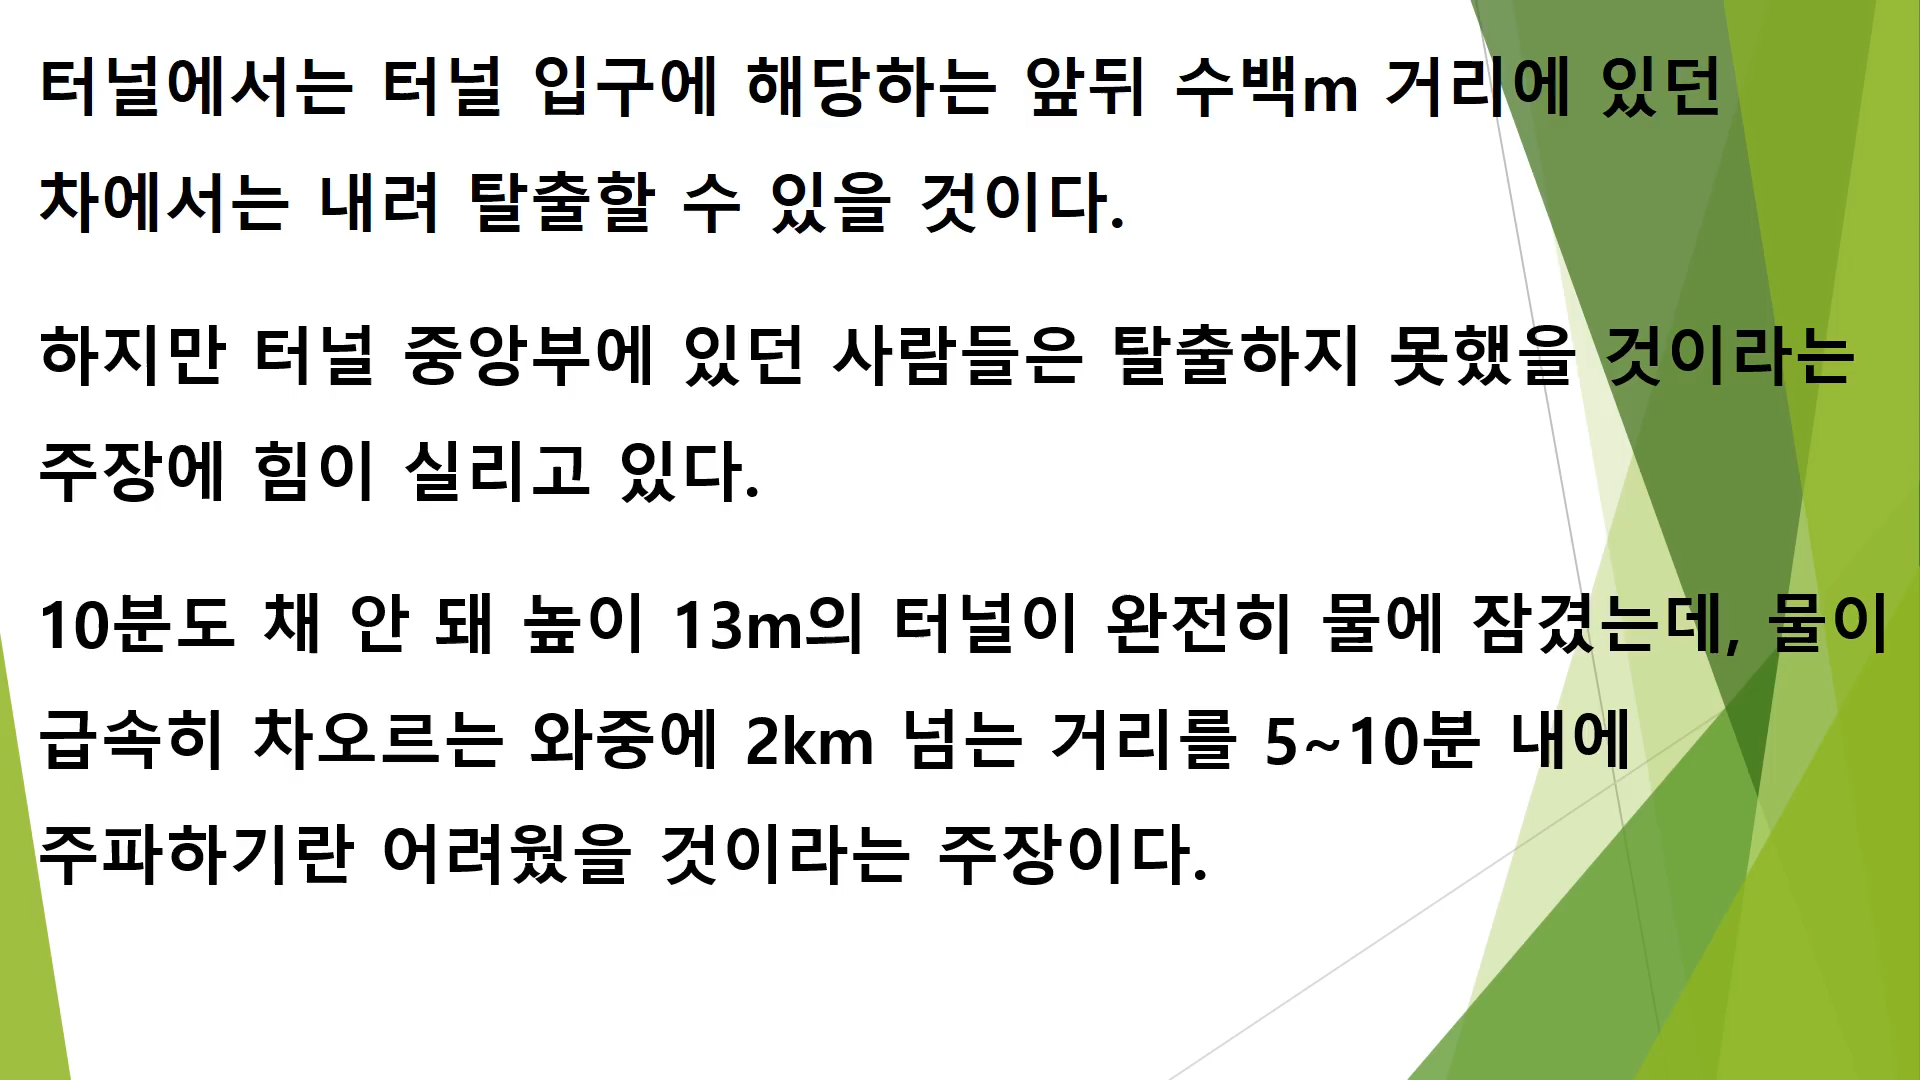 터널에서는 터널 입구에 해당하는 앞뒤 수백m 거리에 있던
차에서는 내려 탈출할 수 있을 것이다.
하지만 터널 중앙부에 있던 사람들은 탈출하지 못했을 것이라는
주장에 힘이 실리고 있다.
10분도 채 안 돼 높이 13m의 터널이 완전히 물에 잠겼는데, 물이
급속히 차오르는 와중에 2km 넘는 거리를 5~10분 내에
주파하기란 어려웠을 것이라는 주장이다.